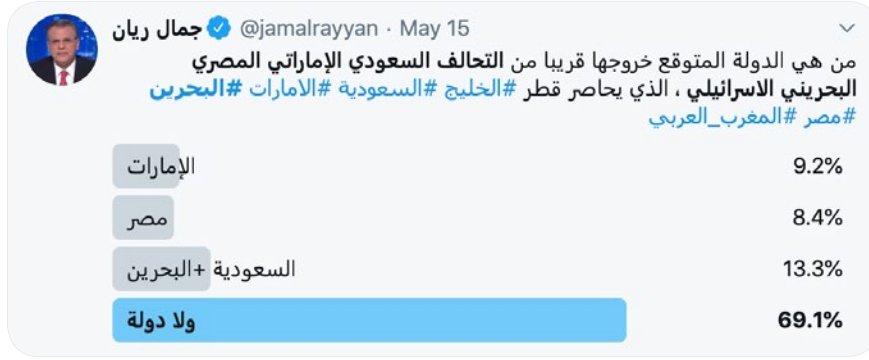 جمال ريان @jamalrayyan · May 15
من هي الدولة المتوقع خروجها قريبا من التحالف السعودي الإماراتي المصري
البحريني الاسرائيلي ، الذي يحاصر قطر #الخليج #السعودية #الامارات #البحرين
#مصر #المغرب_العربي
الإمارات 9.2%
مصر 8.4%
السعودية +البحرين 13.3%
ولا دولة 69.1%